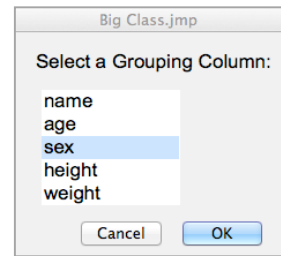 Big Class.jmp
Select a Grouping Column:
name
age
sex
height
weight
Cancel OK